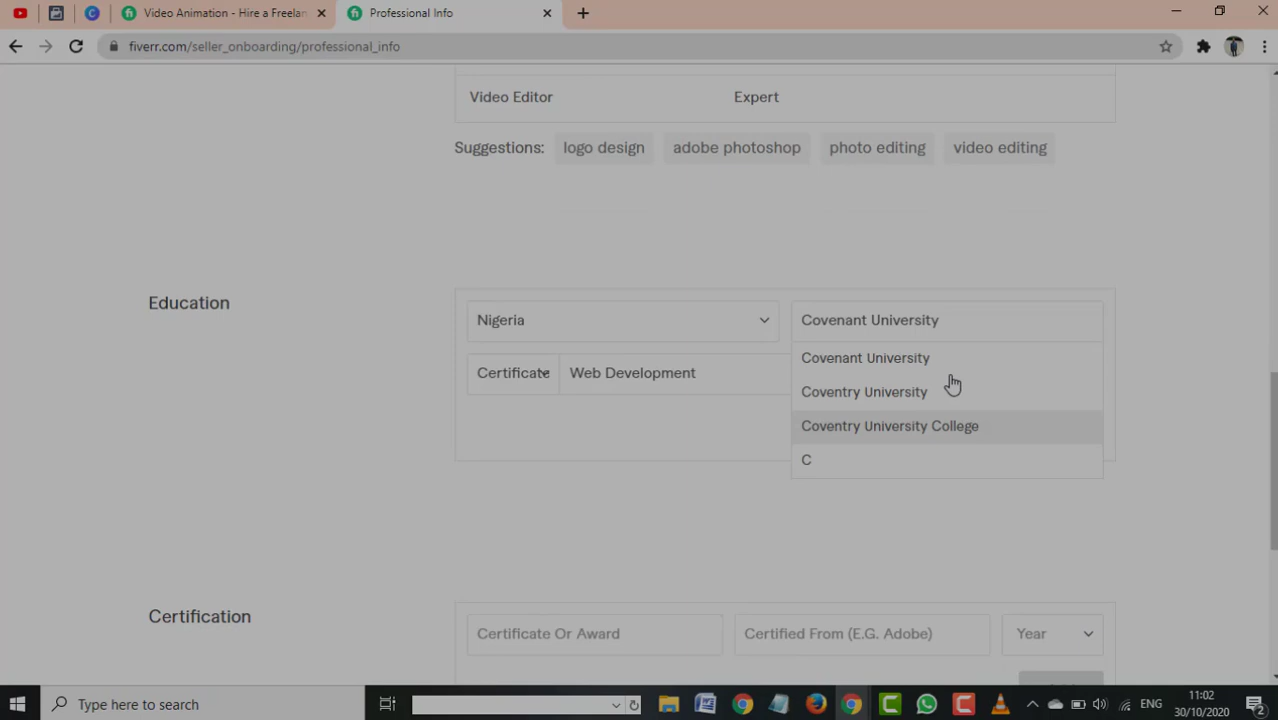 Video Animation - Hire a Freelan
Professional Info
fiverr.com/seller_onboarding/professional_info
Video Editor Expert
Suggestions: logo design adobe photoshop photo editing video editing
Education
Nigeria
Covenant University
Certificate
Web Development
Covenant University
Coventry University
Coventry University College
C
Certification
Certificate Or Award
Certified From (E.G. Adobe)
Year
Type here to search
ENG
11:02
30/10/2020
2